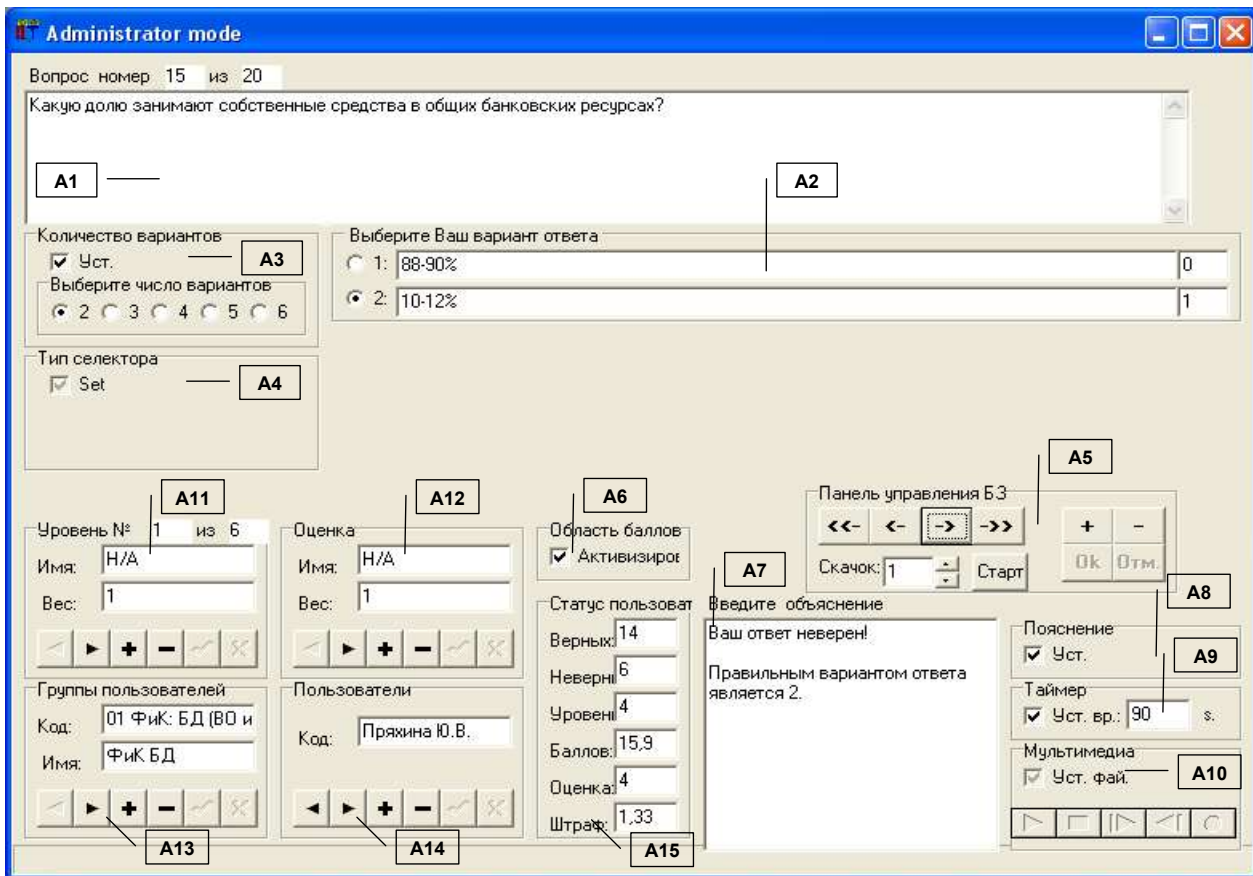 Administrator mode
Вопрос номер 15 из 20
Какую долю занимают собственные средства в общих банковских ресурсах?
A1
A2
Количество вариантов
Уст.
A3
Выберите число вариантов
2 3 4 5 6
Выберите Ваш вариант ответа
1: 88-90% 0
2: 10-12% 1
Тип селектора
Set
A4
A5
A11
A12
A6
Панель управления БЗ
<<- <- -> ->> + -
Скачок: 1 Старт Ok Отм.
Уровень № 1 из 6
Имя: Н/А
Вес: 1
Оценка
Имя: Н/А
Вес: 1
Область баллов
Активизиров
A7
A8
Статус пользоват
Верных: 14
Неверн 6
Уровен 4
Баллов: 15,9
Оценка: 4
Штраф: 1,33
Введите объяснение
Ваш ответ неверен!
Правильным вариантом ответа
является 2.
Пояснение
Уст.
A9
Таймер
Уст. вр.: 90 s.
Мультимедиа
Уст. фай.
A10
Группы пользователей
Код: 01 ФиК: БД (ВО и
Имя: ФиК БД
Пользователи
Код: Пряхина Ю.В.
A13
A14
A15